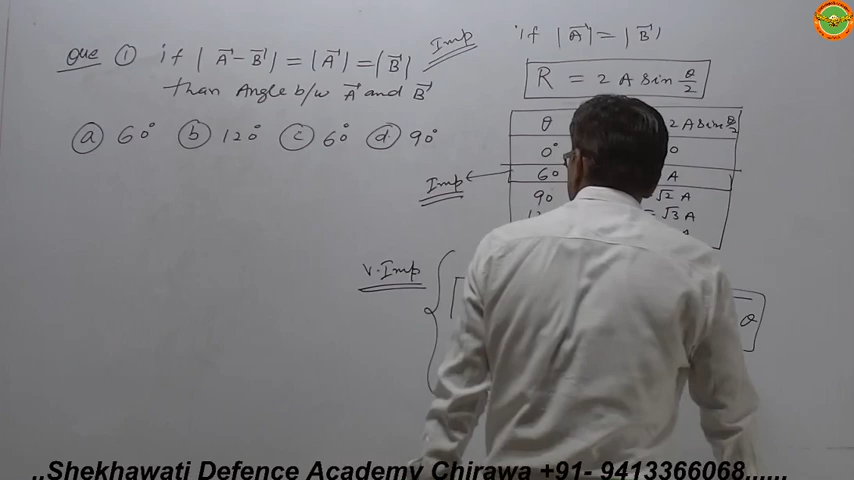 Que ① if | A⃗ - B⃗ | = | A⃗ | = | B⃗ | Imp
than Angle b/w A⃗ and B⃗
ⓐ 60° ⓑ 120° ⓒ 60° ⓓ 90°
if | A⃗ | = | B⃗ |
R = 2 A sin θ/2
θ 2 A sin θ/2
0° 0
Imp 60 A
90 √2 A
= √3 A
V. Imp
θ
..Shekhawati Defence Academy Chirawa +91- 9413366068......